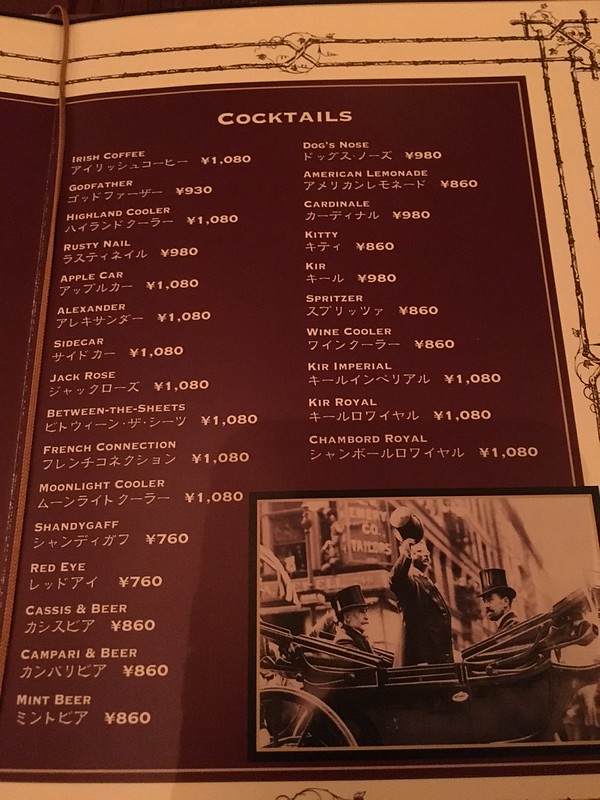 COCKTAILS
IRISH COFFEE
アイリッシュコーヒー ¥1,080
GODFATHER
ゴッドファーザー ¥930
HIGHLAND COOLER
ハイランドクーラー ¥1,080
RUSTY NAIL
ラスティネイル ¥980
APPLE CAR
アップルカー ¥1,080
ALEXANDER
アレキサンダー ¥1,080
SIDECAR
サイドカー ¥1,080
JACK ROSE
ジャックローズ ¥1,080
BETWEEN-THE-SHEETS
ビトウィーン・ザ・シーツ ¥1,080
FRENCH CONNECTION
フレンチコネクション ¥1,080
MOONLIGHT COOLER
ムーンライトクーラー ¥1,080
SHANDYGAFF
シャンディガフ ¥760
RED EYE
レッドアイ ¥760
CASSIS & BEER
カシスビア ¥860
CAMPARI & BEER
カンパリビア ¥860
MINT BEER
ミントビア ¥860
DOG'S NOSE
ドッグス・ノーズ ¥980
AMERICAN LEMONADE
アメリカンレモネード ¥860
CARDINALE
カーディナル ¥980
KITTY
キティ ¥860
KIR
キール ¥980
SPRITZER
スプリッツァ ¥860
WINE COOLER
ワインクーラー ¥860
KIR IMPERIAL
キールインペリアル ¥1,080
KIR ROYAL
キールロワイヤル ¥1,080
CHAMBORD ROYAL
シャンボールロワイヤル ¥1,080
CO.
TAILORS